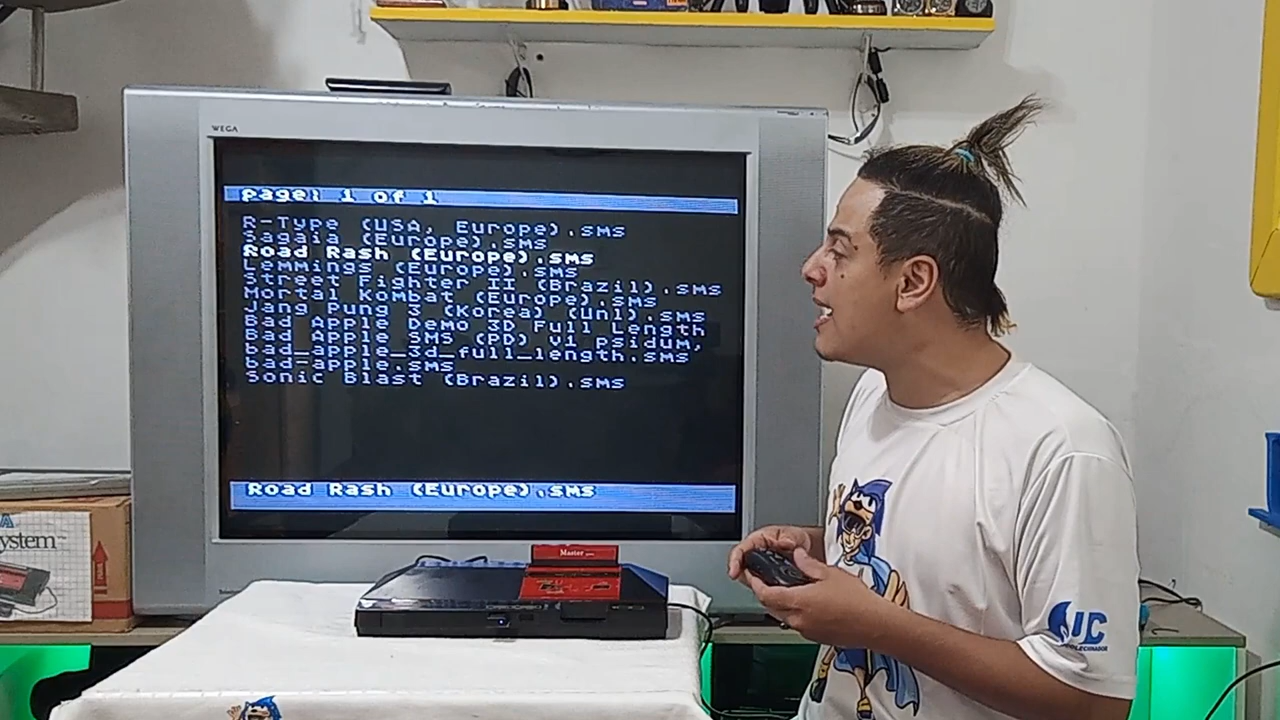 WEGA
page: 1 of 1
R-Type (USA, Europe).sms
Sagaia (Europe).sms
Road Rash (Europe).sms
Lemmings (Europe).sms
Street Fighter II (Brazil).sms
Mortal Kombat (Europe).sms
Jang Pung 3 (Korea) (Unl).sms
Bad Apple Demo 3D Full Length
Bad Apple SMS (PD) vi psidum,
bad_apple_3d_full_length.sms
bad-apple.sms
Sonic Blast (Brazil).sms
Road Rash (Europe).sms
Master
ystem
JC